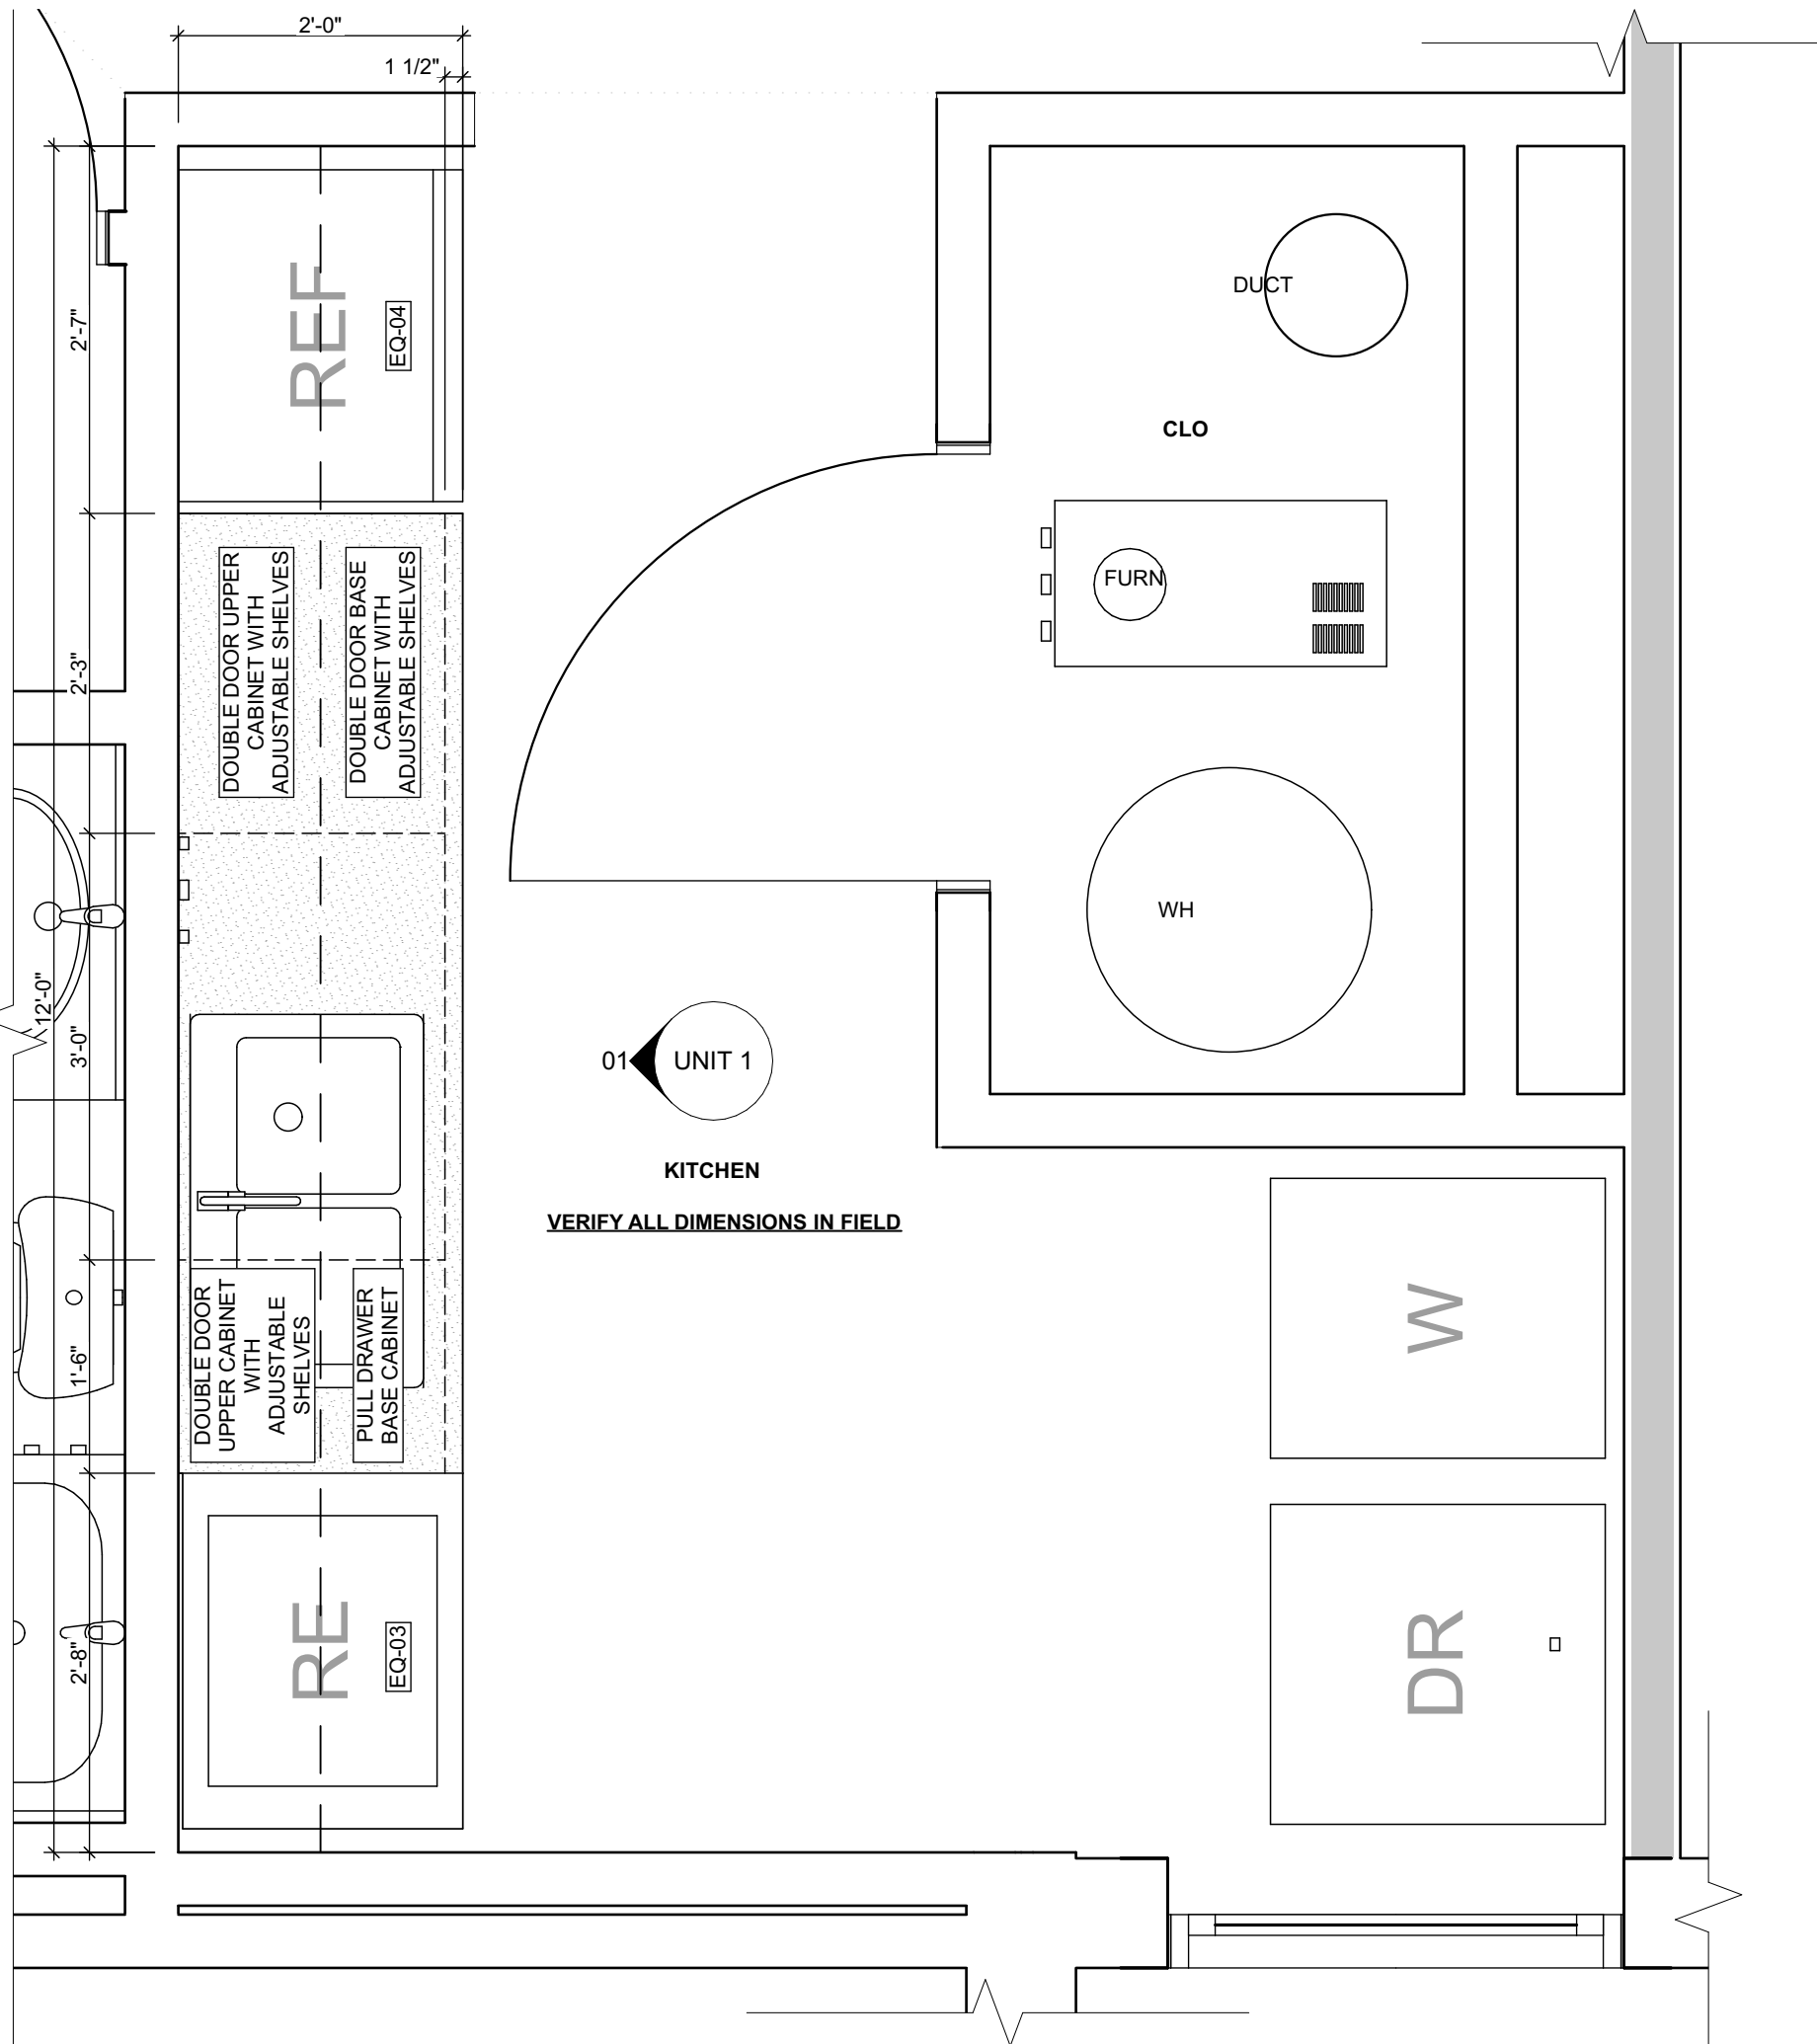 2'-0"
1 1/2"
2'-7"
REF
EQ-04
DUCT
CLO
FURN
2'-3"
DOUBLE DOOR UPPER
CABINET WITH
ADJUSTABLE SHELVES
DOUBLE DOOR BASE
CABINET WITH
ADJUSTABLE SHELVES
WH
12'-0"
3'-0"
01
UNIT 1
KITCHEN
VERIFY ALL DIMENSIONS IN FIELD
1'-6"
DOUBLE DOOR
UPPER CABINET
WITH
ADJUSTABLE
SHELVES
PULL DRAWER
BASE CABINET
W
2'-8"
RE
EQ-03
DR